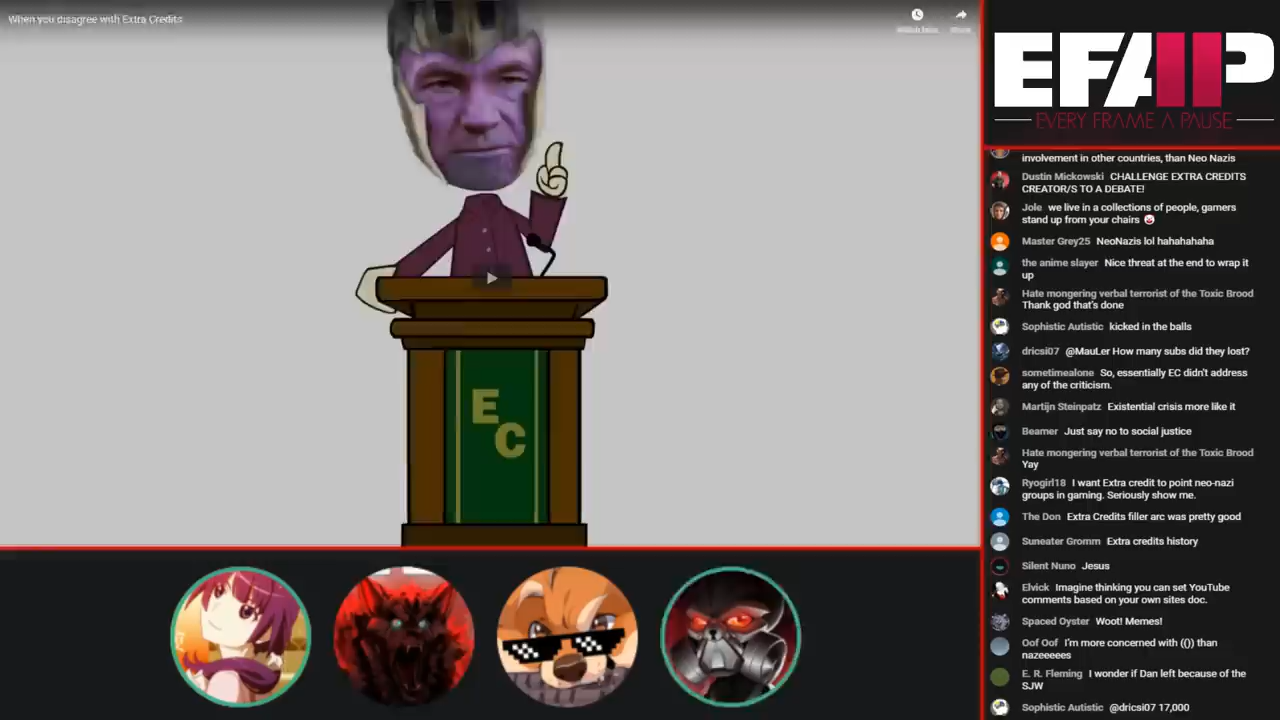 When you disagree with Extra Credits
Watch later
Share
E
C
EFAP
EVERY FRAME A PAUSE
involvement in other countries, than Neo Nazis
Dustin Mickowski CHALLENGE EXTRA CREDITS
CREATOR/S TO A DEBATE!
Jole we live in a collections of people, gamers
stand up from your chairs
Master Grey25 NeoNazis lol hahahahaha
the anime slayer Nice threat at the end to wrap it
up
Hate mongering verbal terrorist of the Toxic Brood
Thank god that's done
Sophistic Autistic kicked in the balls
dricsi07 @MauLer How many subs did they lost?
sometimealone So, essentially EC didn't address
any of the criticism.
Martijn Steinpatz Existential crisis more like it
Beamer Just say no to social justice
Hate mongering verbal terrorist of the Toxic Brood
Yay
Ryogirl18 I want Extra credit to point neo-nazi
groups in gaming. Seriously show me.
The Don Extra Credits filler arc was pretty good
Suneater Gromm Extra credits history
Silent Nuno Jesus
Elvick Imagine thinking you can set YouTube
comments based on your own sites doc.
Spaced Oyster Woot! Memes!
Oof Oof I'm more concerned with (()) than
nazeeeees
E. R. Fleming I wonder if Dan left because of the
SJW
Sophistic Autistic @dricsi07 17,000